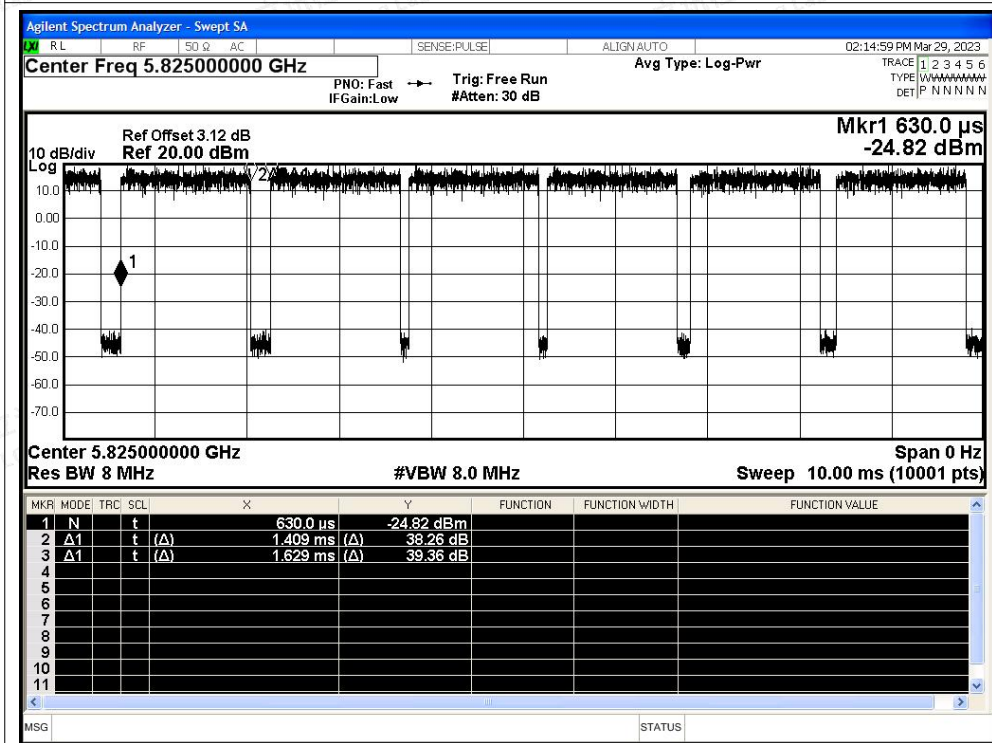 Agilent Spectrum Analyzer - Swept SA
LXI RL RF 50 Ω AC SENSE:PULSE ALIGN AUTO 02:14:59 PM Mar 29, 2023
Center Freq 5.825000000 GHz Avg Type: Log-Pwr TRACE 1 2 3 4 5 6
PNO: Fast Trig: Free Run TYPE W
IFGain:Low #Atten: 30 dB DET P N N N N N
Mkr1 630.0 µs
Ref Offset 3.12 dB
10 dB/div Ref 20.00 dBm -24.82 dBm
Log
2
10.0
0.00
-10.0
1
-20.0
-30.0
-40.0
-50.0
-60.0
-70.0
Center 5.825000000 GHz Span 0 Hz
Res BW 8 MHz #VBW 8.0 MHz Sweep 10.00 ms (10001 pts)
MKR MODE TRC SCL X Y FUNCTION FUNCTION WIDTH FUNCTION VALUE
1 N t 630.0 µs -24.82 dBm
2 Δ1 t (Δ) 1.409 ms (Δ) 38.26 dB
3 Δ1 t (Δ) 1.629 ms (Δ) 39.36 dB
4
5
6
7
8
9
10
11
MSG STATUS